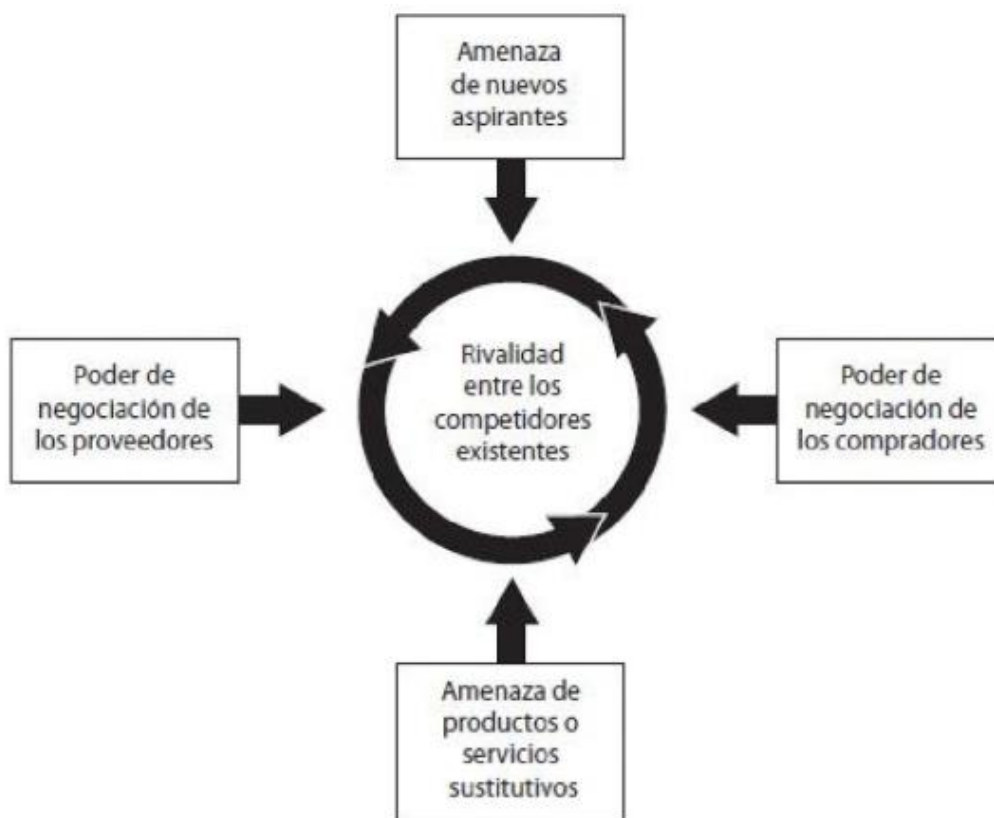 Amenaza
de nuevos
aspirantes
Poder de
negociación de
los proveedores
Rivalidad
entre los
competidores
existentes
Poder de
negociación de
los compradores
Amenaza de
productos o
servicios
sustitutivos